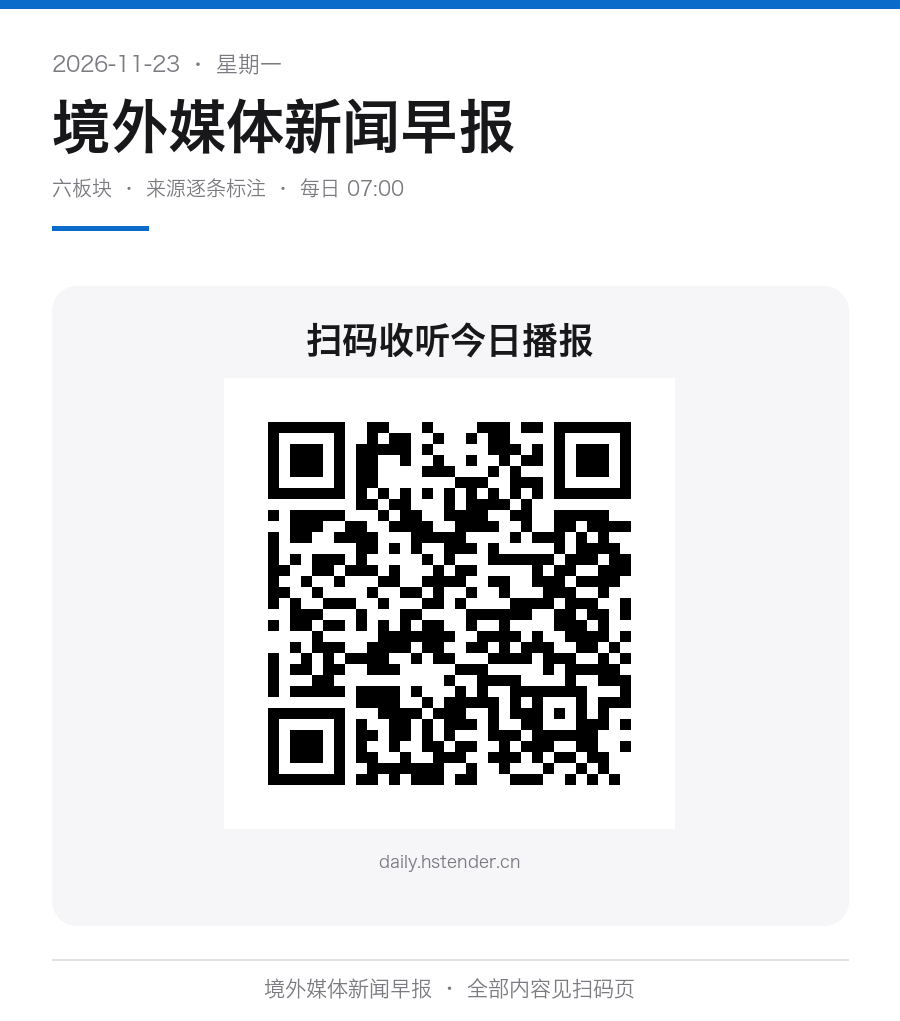 2026-11-23 · 星期一
境外媒体新闻早报
六板块 · 来源逐条标注 · 每日 07:00
扫码收听今日播报
daily.hstender.cn
境外媒体新闻早报 · 全部内容见扫码页